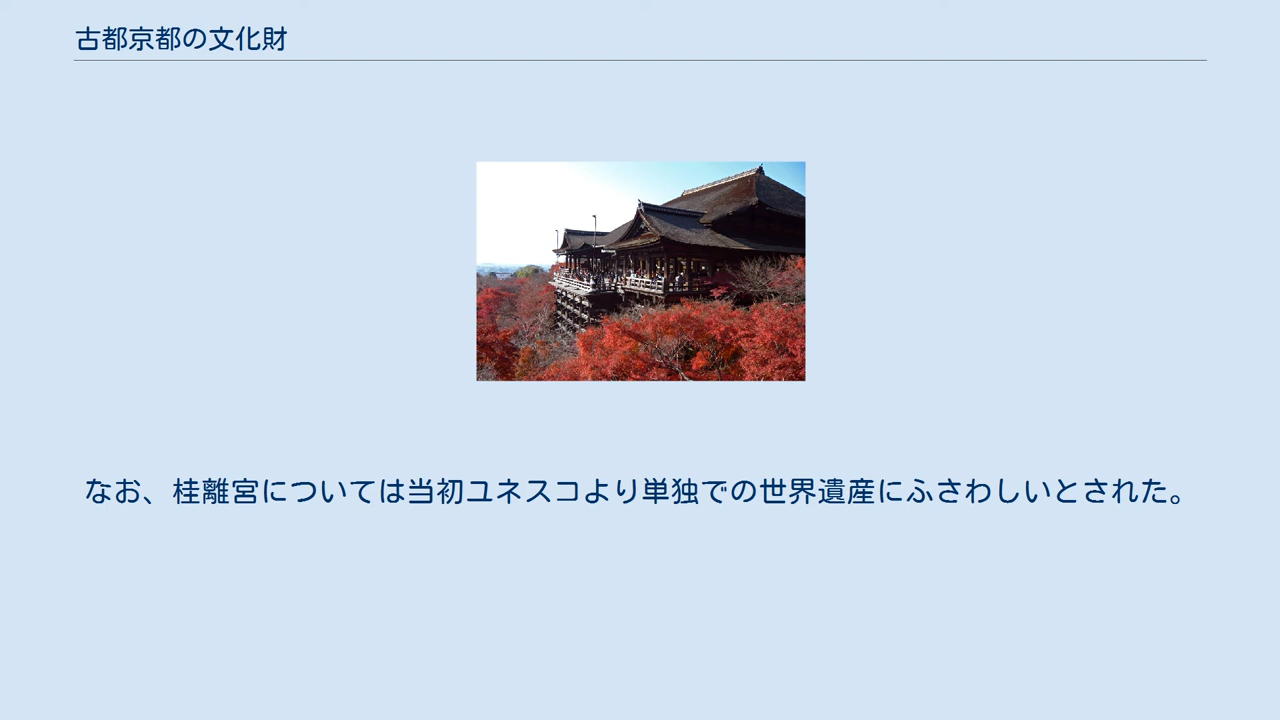 古都京都の文化財
なお、桂離宮については当初ユネスコより単独での世界遺産にふさわしいとされた。